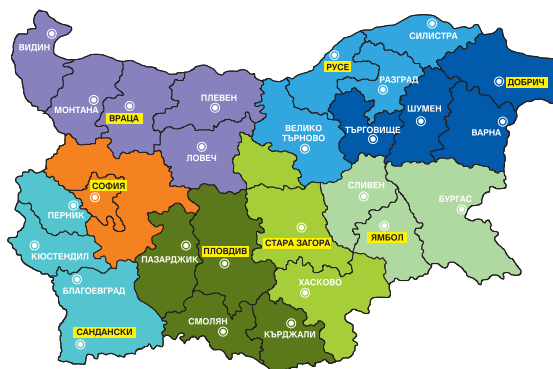 СИЛИСТРА
ВИДИН
РУСЕ
РАЗГРАД
ДОБРИЧ
МОНТАНА
ВРАЦА
ПЛЕВЕН
ШУМЕН
ВЕЛИКО
ТЪРНОВО
ТЪРГОВИЩЕ
ВАРНА
ЛОВЕЧ
СОФИЯ
ПЕРНИК
СЛИВЕН
БУРГАС
КЮСТЕНДИЛ
ПАЗАРДЖИК
ПЛОВДИВ
СТАРА ЗАГОРА
ЯМБОЛ
БЛАГОЕВГРАД
ХАСКОВО
САНДАНСКИ
СМОЛЯН
КЪРДЖАЛИ